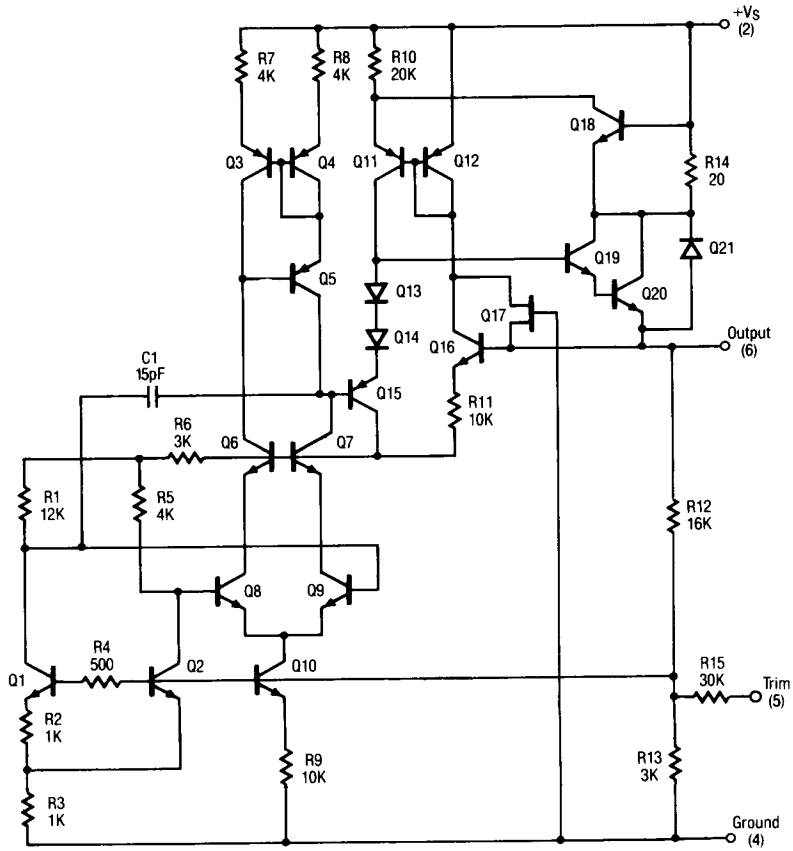 +VS
(2)
R7
4K
R8
4K
R10
20K
Q18
Q3
Q4
Q11
Q12
R14
20
Q5
Q19
Q21
Q13
Q20
Q17
Output
(6)
Q14
Q16
C1
15pF
Q15
R11
10K
R6
3K
Q6
Q7
R1
12K
R5
4K
R12
16K
Q8
Q9
R4
500
Q1
Q2
Q10
R15
30K
Trim
(5)
R2
1K
R9
10K
R13
3K
R3
1K
Ground
(4)